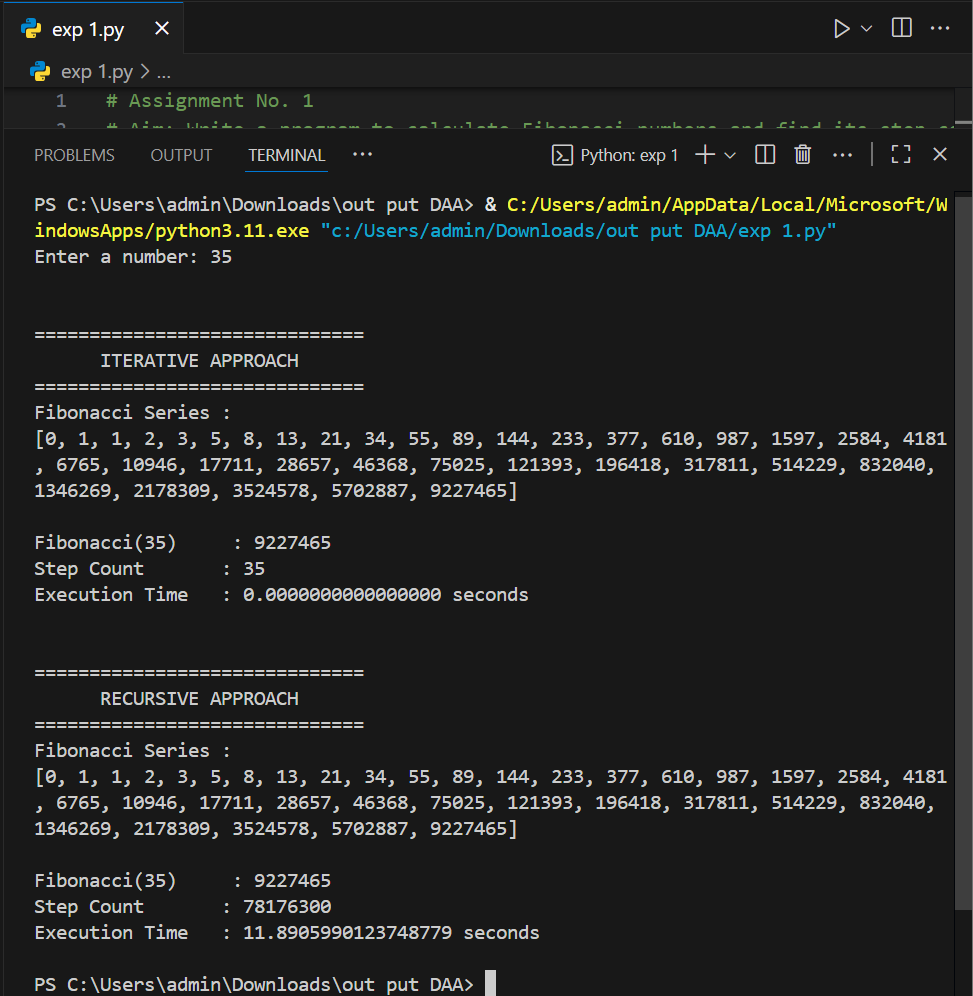 exp 1.py
exp 1.py > ...
1 # Assignment No. 1
# Aim: Write a program to calculate Fibonacci numbers and find its step
PROBLEMS OUTPUT TERMINAL ... Python: exp 1
PS C:\Users\admin\Downloads\out put DAA> & C:/Users/admin/AppData/Local/Microsoft/W
indowsApps/python3.11.exe "c:/Users/admin/Downloads/out put DAA/exp 1.py"
Enter a number: 35
==============================
ITERATIVE APPROACH
==============================
Fibonacci Series :
[0, 1, 1, 2, 3, 5, 8, 13, 21, 34, 55, 89, 144, 233, 377, 610, 987, 1597, 2584, 4181
, 6765, 10946, 17711, 28657, 46368, 75025, 121393, 196418, 317811, 514229, 832040,
1346269, 2178309, 3524578, 5702887, 9227465]
Fibonacci(35) : 9227465
Step Count : 35
Execution Time : 0.0000000000000000 seconds
==============================
RECURSIVE APPROACH
==============================
Fibonacci Series :
[0, 1, 1, 2, 3, 5, 8, 13, 21, 34, 55, 89, 144, 233, 377, 610, 987, 1597, 2584, 4181
, 6765, 10946, 17711, 28657, 46368, 75025, 121393, 196418, 317811, 514229, 832040,
1346269, 2178309, 3524578, 5702887, 9227465]
Fibonacci(35) : 9227465
Step Count : 78176300
Execution Time : 11.8905990123748779 seconds
PS C:\Users\admin\Downloads\out put DAA>